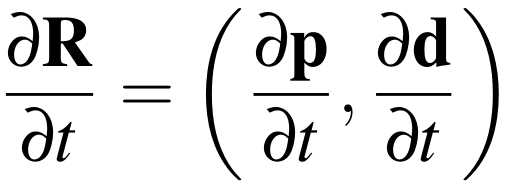 ∂𝐑/∂t = (∂𝐩/∂t, ∂𝐝/∂t)